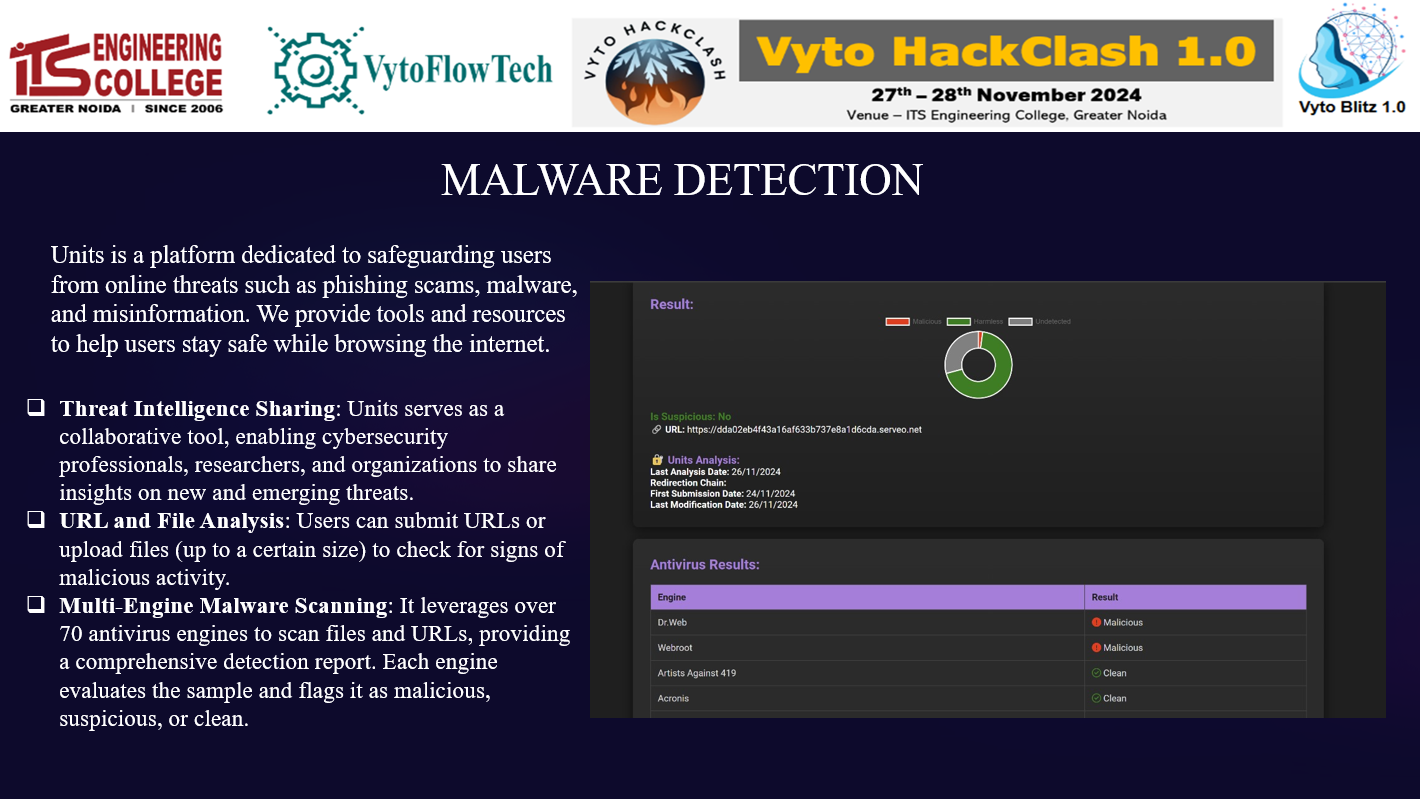 iTS ENGINEERING COLLEGE
GREATER NOIDA | SINCE 2006
VytoFlowTech
VYTO HACKCLASH
Vyto HackClash 1.0
27th – 28th November 2024
Venue – ITS Engineering College, Greater Noida
Vyto Blitz 1.0
MALWARE DETECTION
Units is a platform dedicated to safeguarding users
from online threats such as phishing scams, malware,
and misinformation. We provide tools and resources
to help users stay safe while browsing the internet.
Threat Intelligence Sharing: Units serves as a
collaborative tool, enabling cybersecurity
professionals, researchers, and organizations to share
insights on new and emerging threats.
URL and File Analysis: Users can submit URLs or
upload files (up to a certain size) to check for signs of
malicious activity.
Multi-Engine Malware Scanning: It leverages over
70 antivirus engines to scan files and URLs, providing
a comprehensive detection report. Each engine
evaluates the sample and flags it as malicious,
suspicious, or clean.
Result:
Malicious Harmless Undetected
Is Suspicious: No
URL: https://dda02eb4f43a16af633b737e8a1d6cda.serveo.net
Units Analysis:
Last Analysis Date: 26/11/2024
Redirection Chain:
First Submission Date: 24/11/2024
Last Modification Date: 26/11/2024
Antivirus Results:
Engine Result
Dr.Web Malicious
Webroot Malicious
Artists Against 419 Clean
Acronis Clean